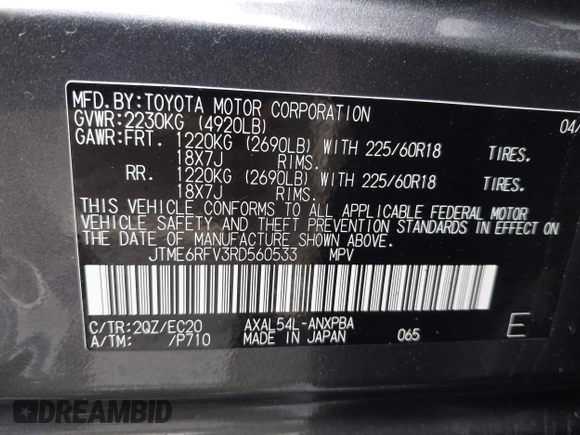 MFD.BY:TOYOTA MOTOR CORPORATION 04/
GVWR:2230KG (4920LB)
GAWR:FRT. 1220KG (2690LB) WITH 225/60R18 TIRES.
18X7J RIMS.
RR. 1220KG (2690LB) WITH 225/60R18 TIRES.
18X7J RIMS.
THIS VEHICLE CONFORMS TO ALL APPLICABLE FEDERAL MOTOR
VEHICLE SAFETY AND THEFT PREVENTION STANDARDS IN EFFECT ON
THE DATE OF MANUFACTURE SHOWN ABOVE.
JTME6RFV3RD560533 MPV
C/TR:2QZ/EC20 AXAL54L-ANXPBA E
A/TM: /P710 MADE IN JAPAN 065
DREAMBID